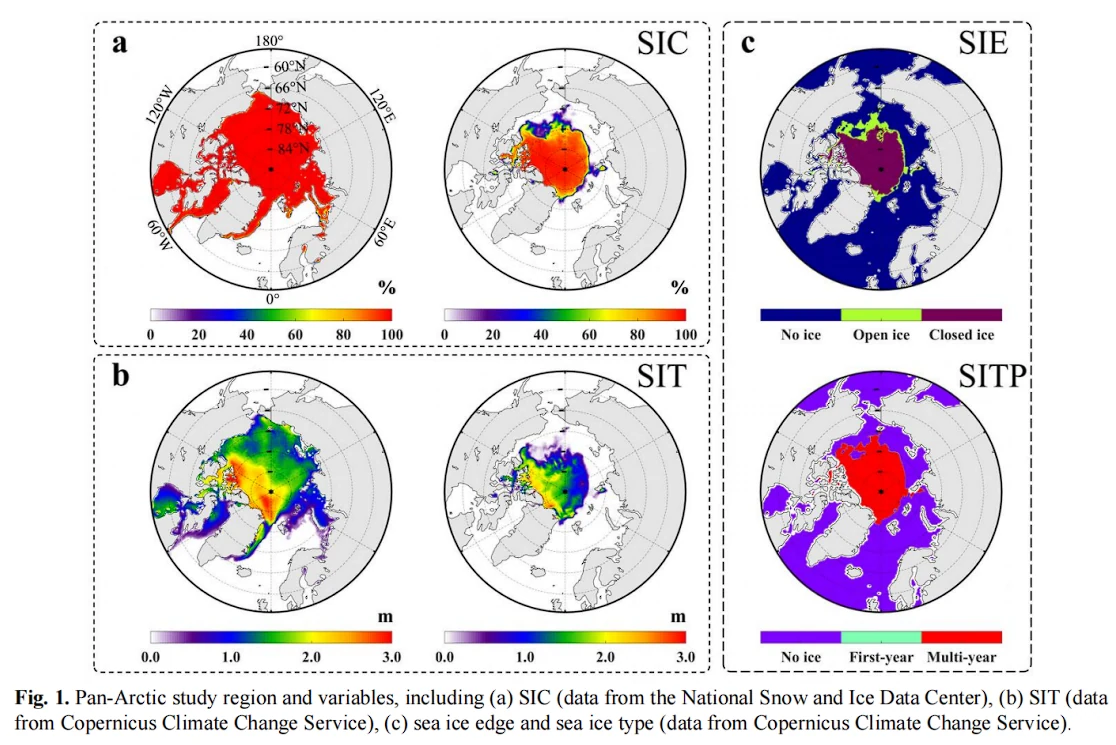 a
SIC
180°
60°N
66°N
72°N
78°N
84°N
120°W
120°E
60°W
60°E
0°
%
0 20 40 60 80 100
%
0 20 40 60 80 100
b
SIT
m
0.0 1.0 2.0 3.0
m
0.0 1.0 2.0 3.0
c
SIE
No ice Open ice Closed ice
SITP
No ice First-year Multi-year
Fig. 1. Pan-Arctic study region and variables, including (a) SIC (data from the National Snow and Ice Data Center), (b) SIT (data
from Copernicus Climate Change Service), (c) sea ice edge and sea ice type (data from Copernicus Climate Change Service).